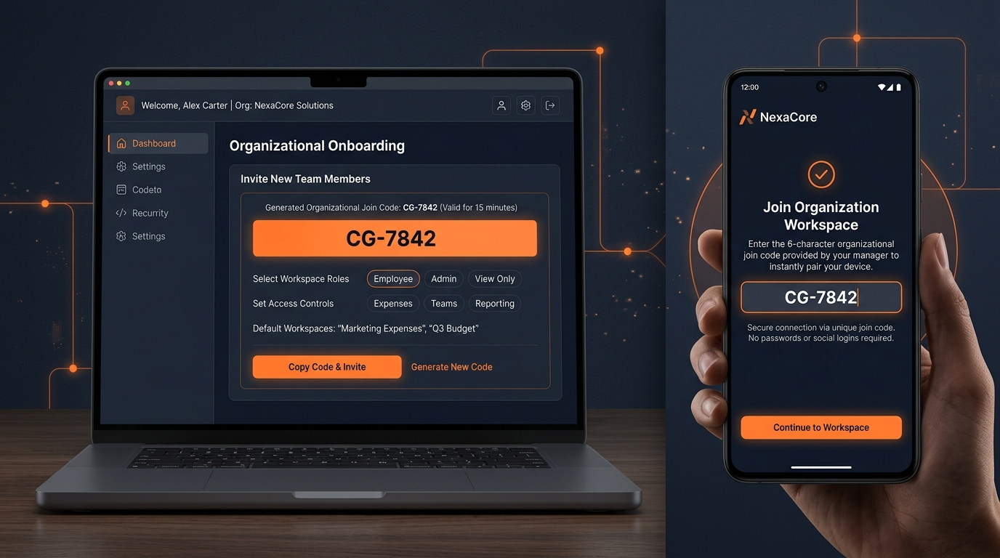 Welcome, Alex Carter | Org: NexaCore Solutions
Dashboard
Settings
Codeta
Recurrity
Settings
Organizational Onboarding
Invite New Team Members
Generated Organizational Join Code: CG-7842 (Valid for 15 minutes)
CG-7842
Select Workspace Roles
Employee
Admin
View Only
Set Access Controls
Expenses
Teams
Reporting
Default Workspaces: "Marketing Expenses", "Q3 Budget"
Copy Code & Invite
Generate New Code
12:00
NexaCore
Join Organization
Workspace
Enter the 6-character organizational
join code provided by your manager to
instantly pair your device.
CG-7842
Secure connection via unique join code.
No passwords or social logins required.
Continue to Workspace